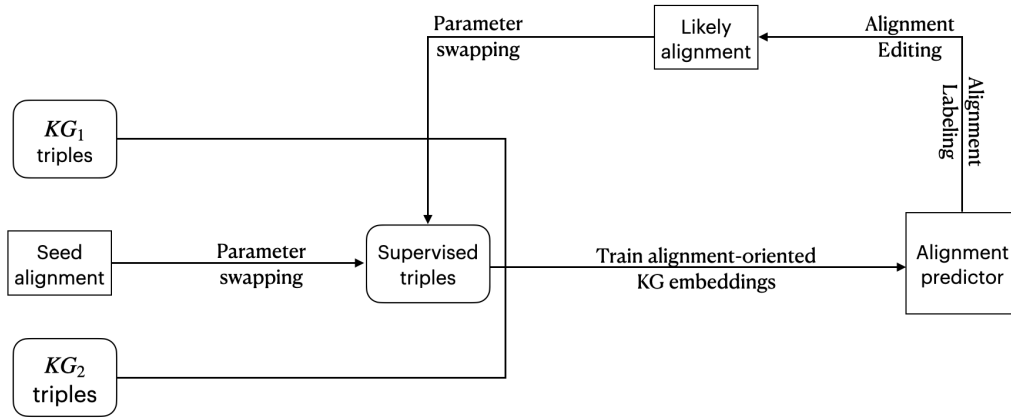 Parameter
swapping
Likely
alignment
Alignment
Editing
Alignment
Labeling
KG₁
triples
Seed
alignment
Parameter
swapping
Supervised
triples
Train alignment-oriented
KG embeddings
Alignment
predictor
KG₂
triples